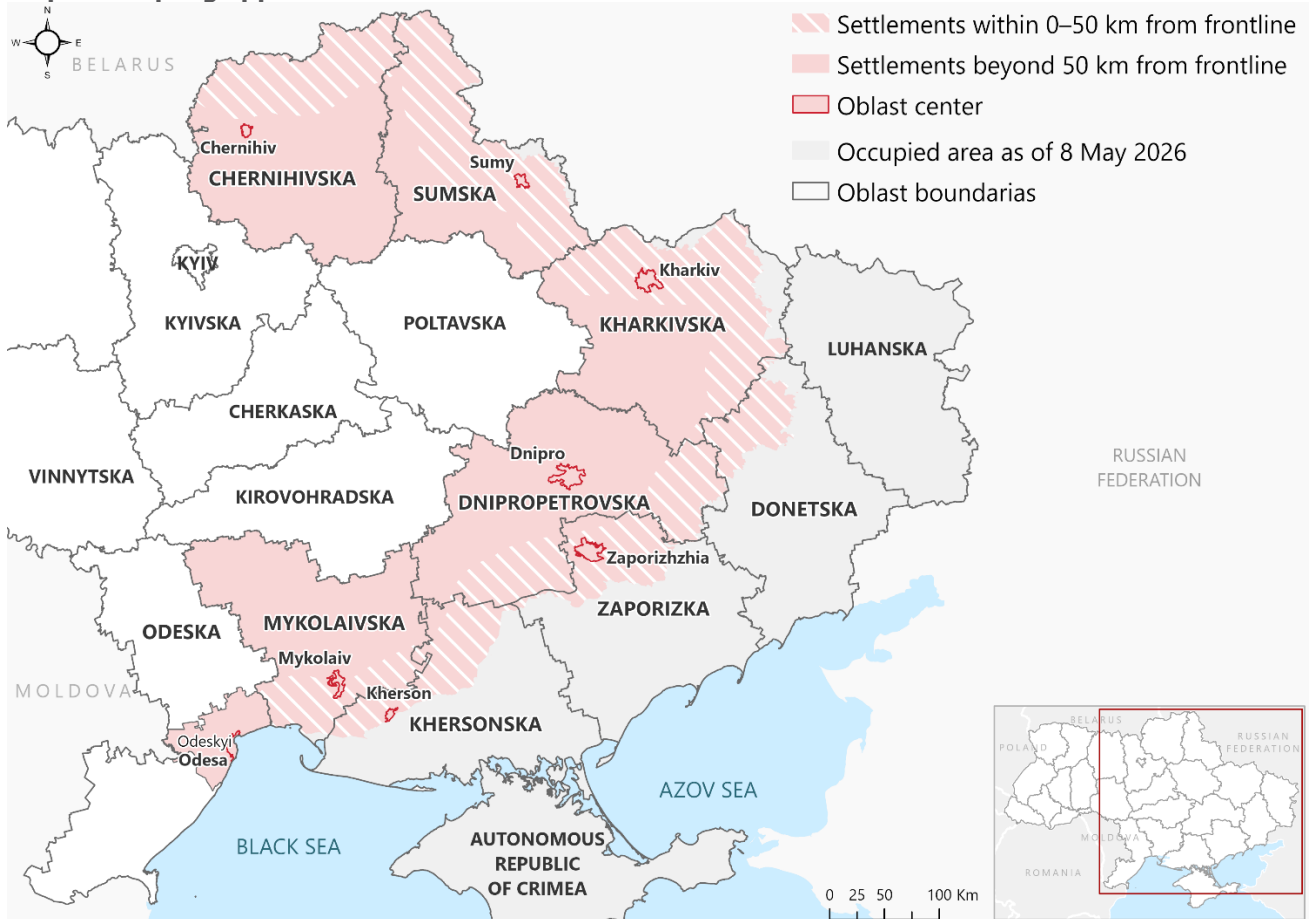 N
W
E
S
BELARUS
Settlements within 0–50 km from frontline
Settlements beyond 50 km from frontline
Oblast center
Occupied area as of 8 May 2026
Oblast boundarias
Chernihiv
CHERNIHIVSKA
Sumy
SUMSKA
KYIV
KYIVSKA
POLTAVSKA
Kharkiv
KHARKIVSKA
LUHANSKA
CHERKASKA
VINNYTSKA
KIROVOHRADSKA
Dnipro
DNIPROPETROVSKA
DONETSKA
RUSSIAN
FEDERATION
Zaporizhzhia
ZAPORIZKA
ODESKA
MYKOLAIVSKA
Mykolaiv
Kherson
KHERSONSKA
MOLDOVA
Odeskyi
Odesa
BLACK SEA
AZOV SEA
AUTONOMOUS
REPUBLIC
OF CRIMEA
0 25 50 100 Km
BELARUS
POLAND
RUSSIAN
FEDERATION
MOLDOVA
ROMANIA